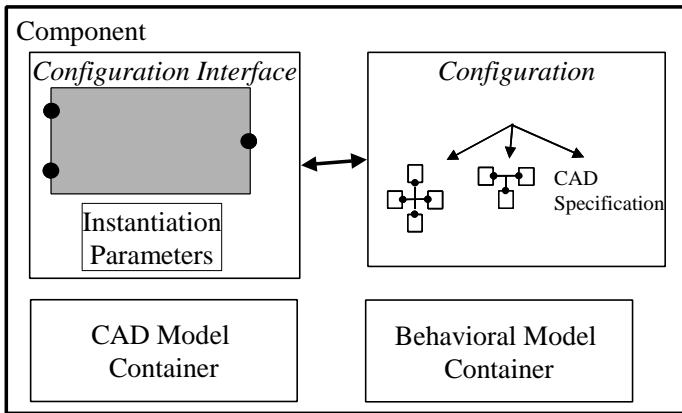 Component
Configuration Interface
Instantiation
Parameters
Configuration
CAD
Specification
CAD Model
Container
Behavioral Model
Container